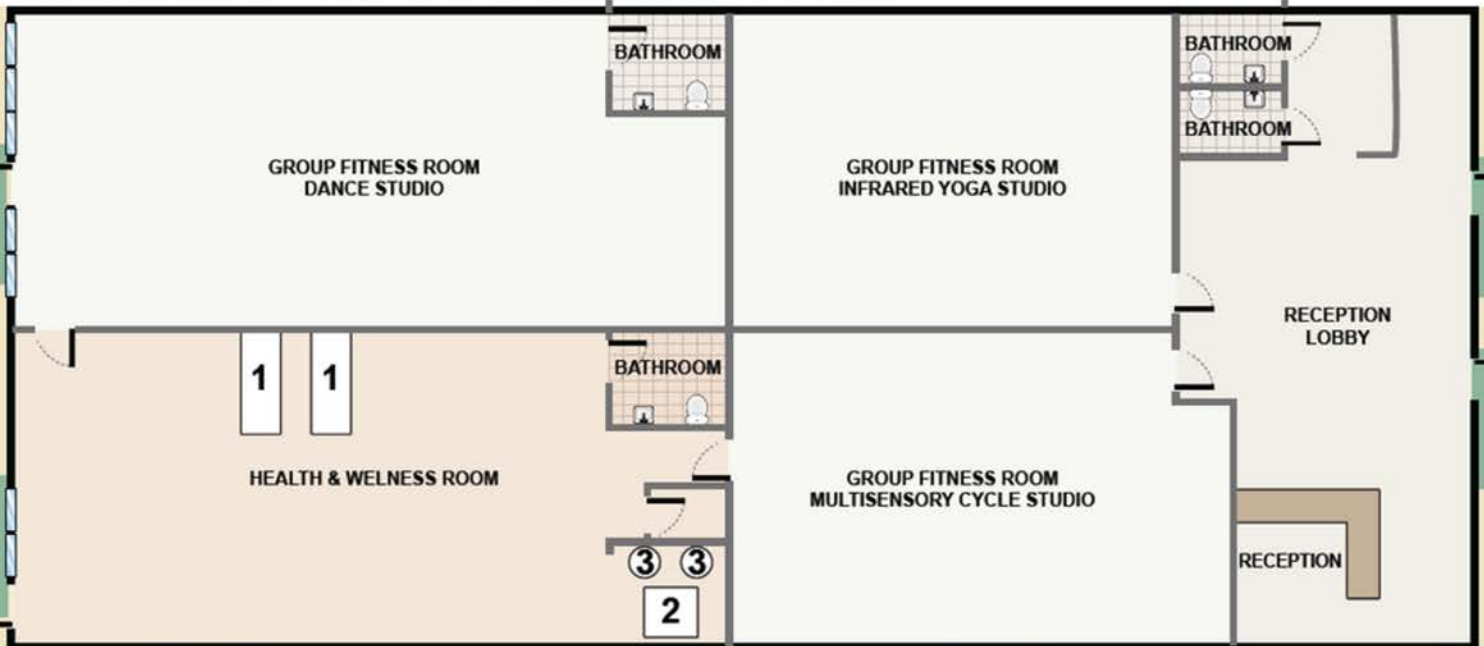 BATHROOM
BATHROOM
BATHROOM
GROUP FITNESS ROOM
DANCE STUDIO
GROUP FITNESS ROOM
INFRARED YOGA STUDIO
RECEPTION
LOBBY
1
1
BATHROOM
HEALTH & WELNESS ROOM
GROUP FITNESS ROOM
MULTISENSORY CYCLE STUDIO
3
3
RECEPTION
2